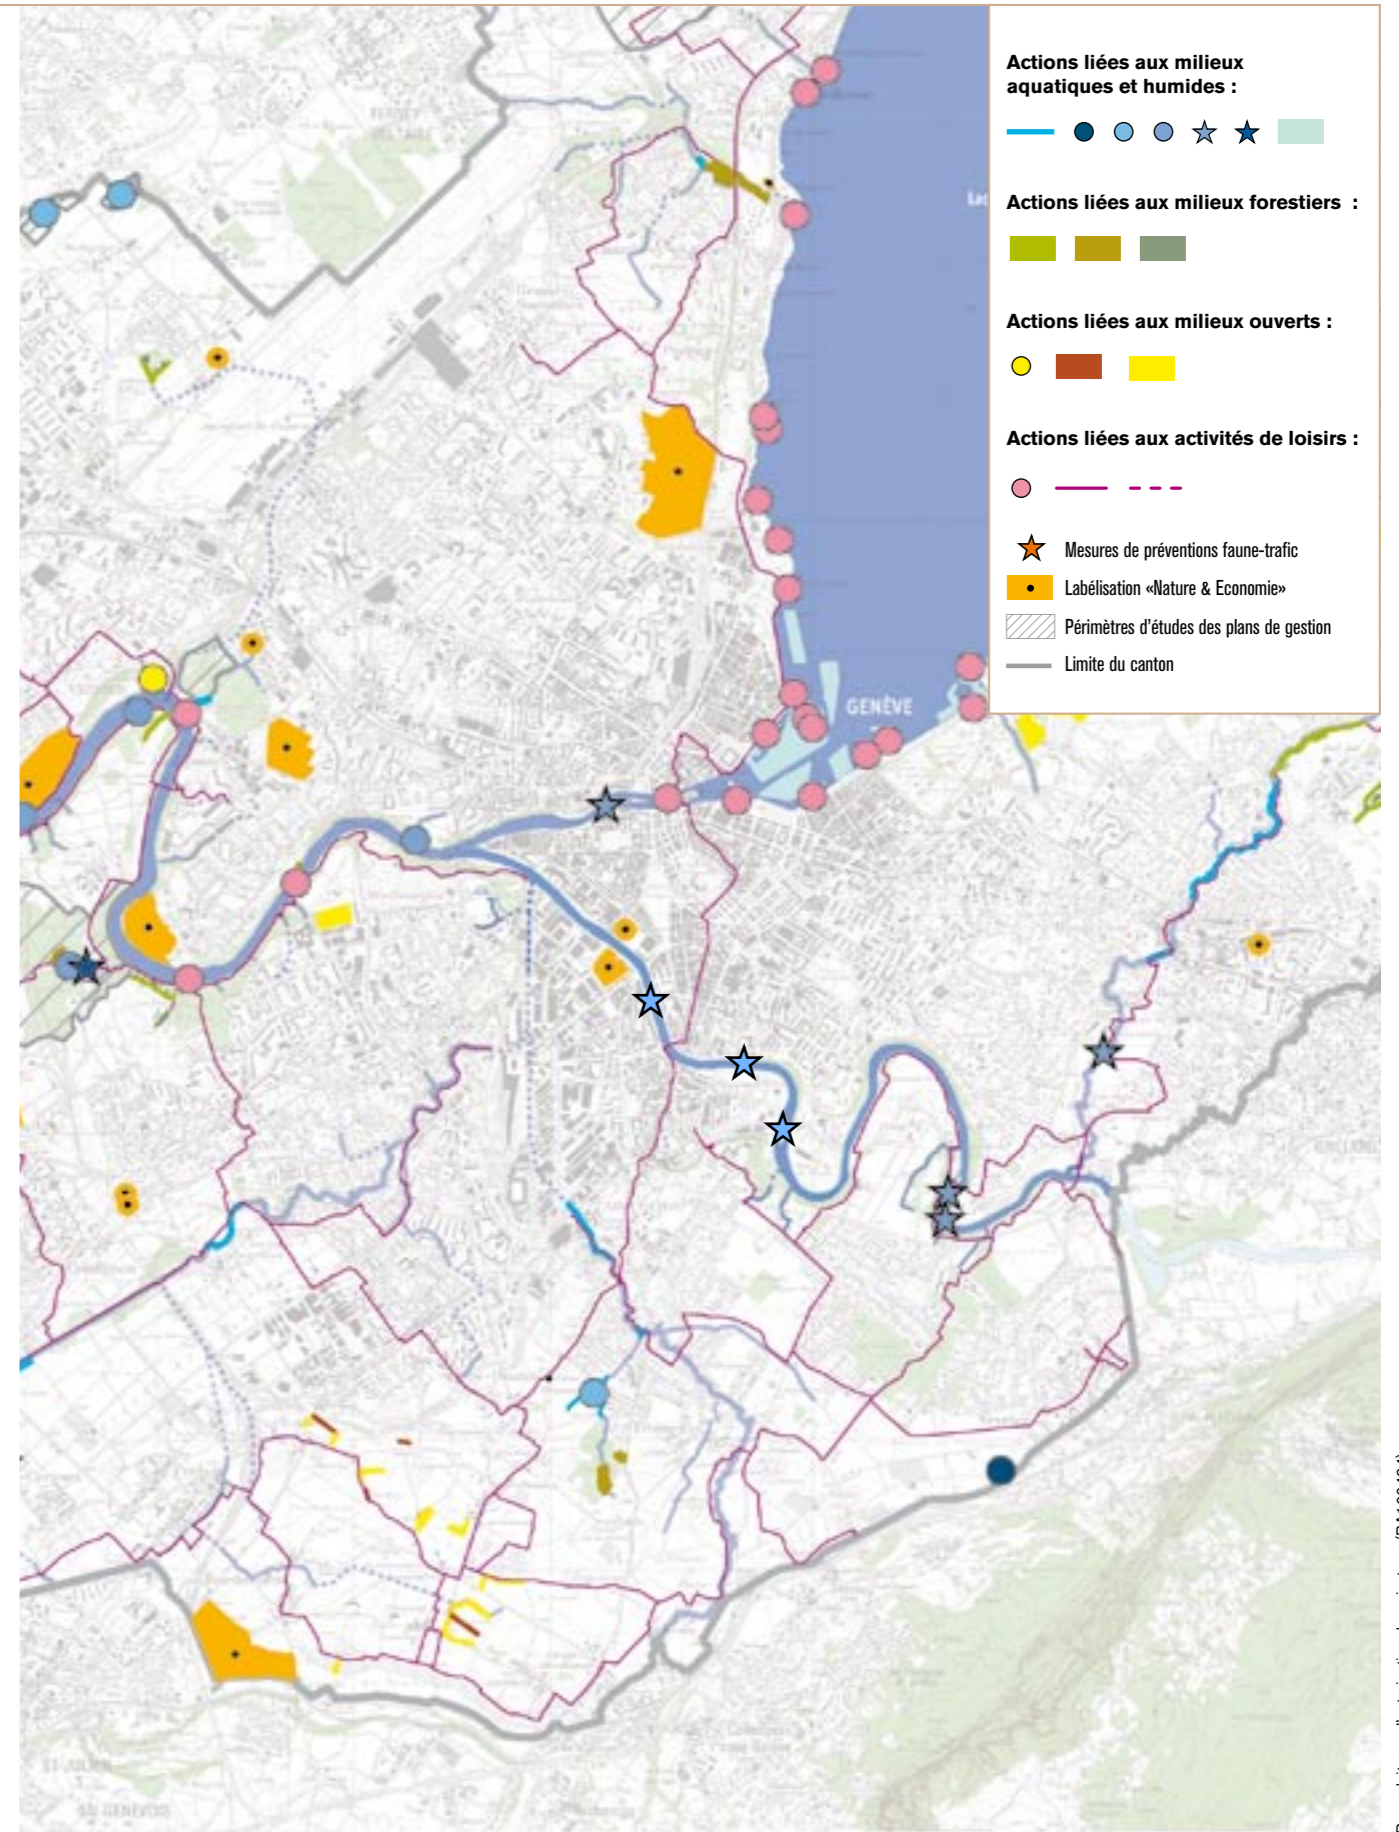 Actions liées aux milieux
aquatiques et humides :
Actions liées aux milieux forestiers :
Actions liées aux milieux ouverts :
Actions liées aux activités de loisirs :
Mesures de préventions faune-trafic
Labélisation «Nature & Economie»
Périmètres d'études des plans de gestion
Limite du canton
GENÈVE